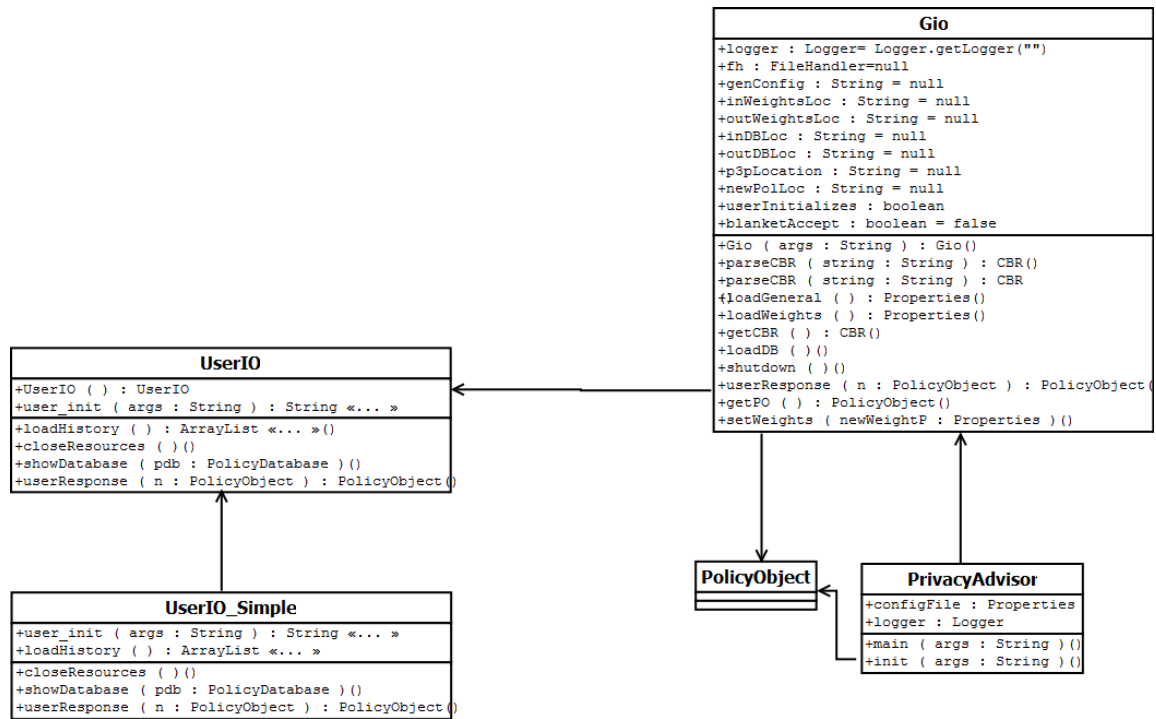 Gio
+logger : Logger= Logger.getLogger("")
+fh : FileHandler=null
+genConfig : String = null
+inWeightsLoc : String = null
+outWeightsLoc : String = null
+inDBLoc : String = null
+outDBLoc : String = null
+p3pLocation : String = null
+newPolLoc : String = null
+userInitializes : boolean
+blanketAccept : boolean = false
+Gio ( args : String ) : Gio()
+parseCBR ( string : String ) : CBR()
+parseCBR ( string : String ) : CBR
+loadGeneral ( ) : Properties()
+loadWeights ( ) : Properties()
+getCBR ( ) : CBR()
+loadDB ( )()
+shutdown ( )()
+userResponse ( n : PolicyObject ) : PolicyObject(
+getPO ( ) : PolicyObject()
+setWeights ( newWeightP : Properties )()
UserIO
+UserIO ( ) : UserIO
+user_init ( args : String ) : String «... »
+loadHistory ( ) : ArrayList «... »()
+closeResources ( )()
+showDatabase ( pdb : PolicyDatabase )()
+userResponse ( n : PolicyObject ) : PolicyObject()
PolicyObject
PrivacyAdvisor
+configFile : Properties
+logger : Logger
+main ( args : String )()
+init ( args : String )()
UserIO_Simple
+user_init ( args : String ) : String «... »
+loadHistory ( ) : ArrayList «... »
+closeResources ( )()
+showDatabase ( pdb : PolicyDatabase )()
+userResponse ( n : PolicyObject ) : PolicyObject()